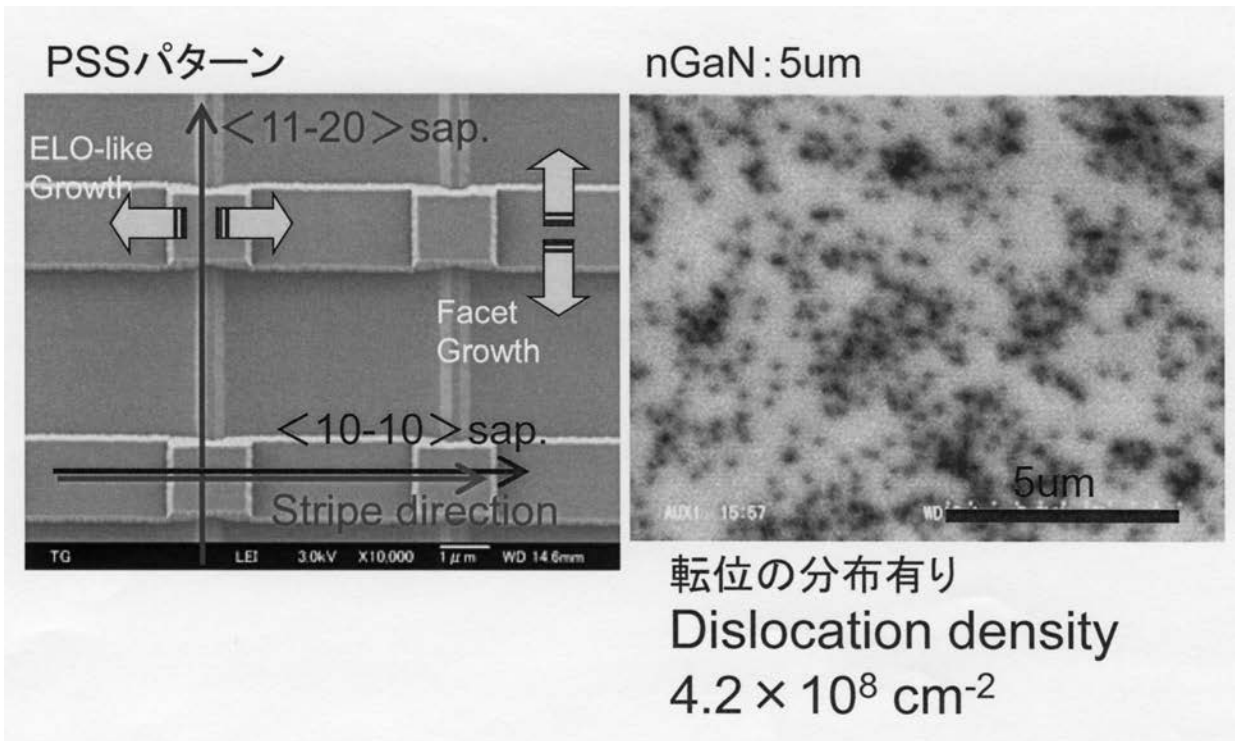 PSSパターン
nGaN:5um
ELO-like
Growth
<11-20>sap.
Facet
Growth
<10-10>sap.
Stripe direction
TG LEI 3.0kV X10,000 1μm WD 14.6mm
5um
AUX1 15:57 WD
転位の分布有り
Dislocation density
4.2×10⁸ cm⁻²